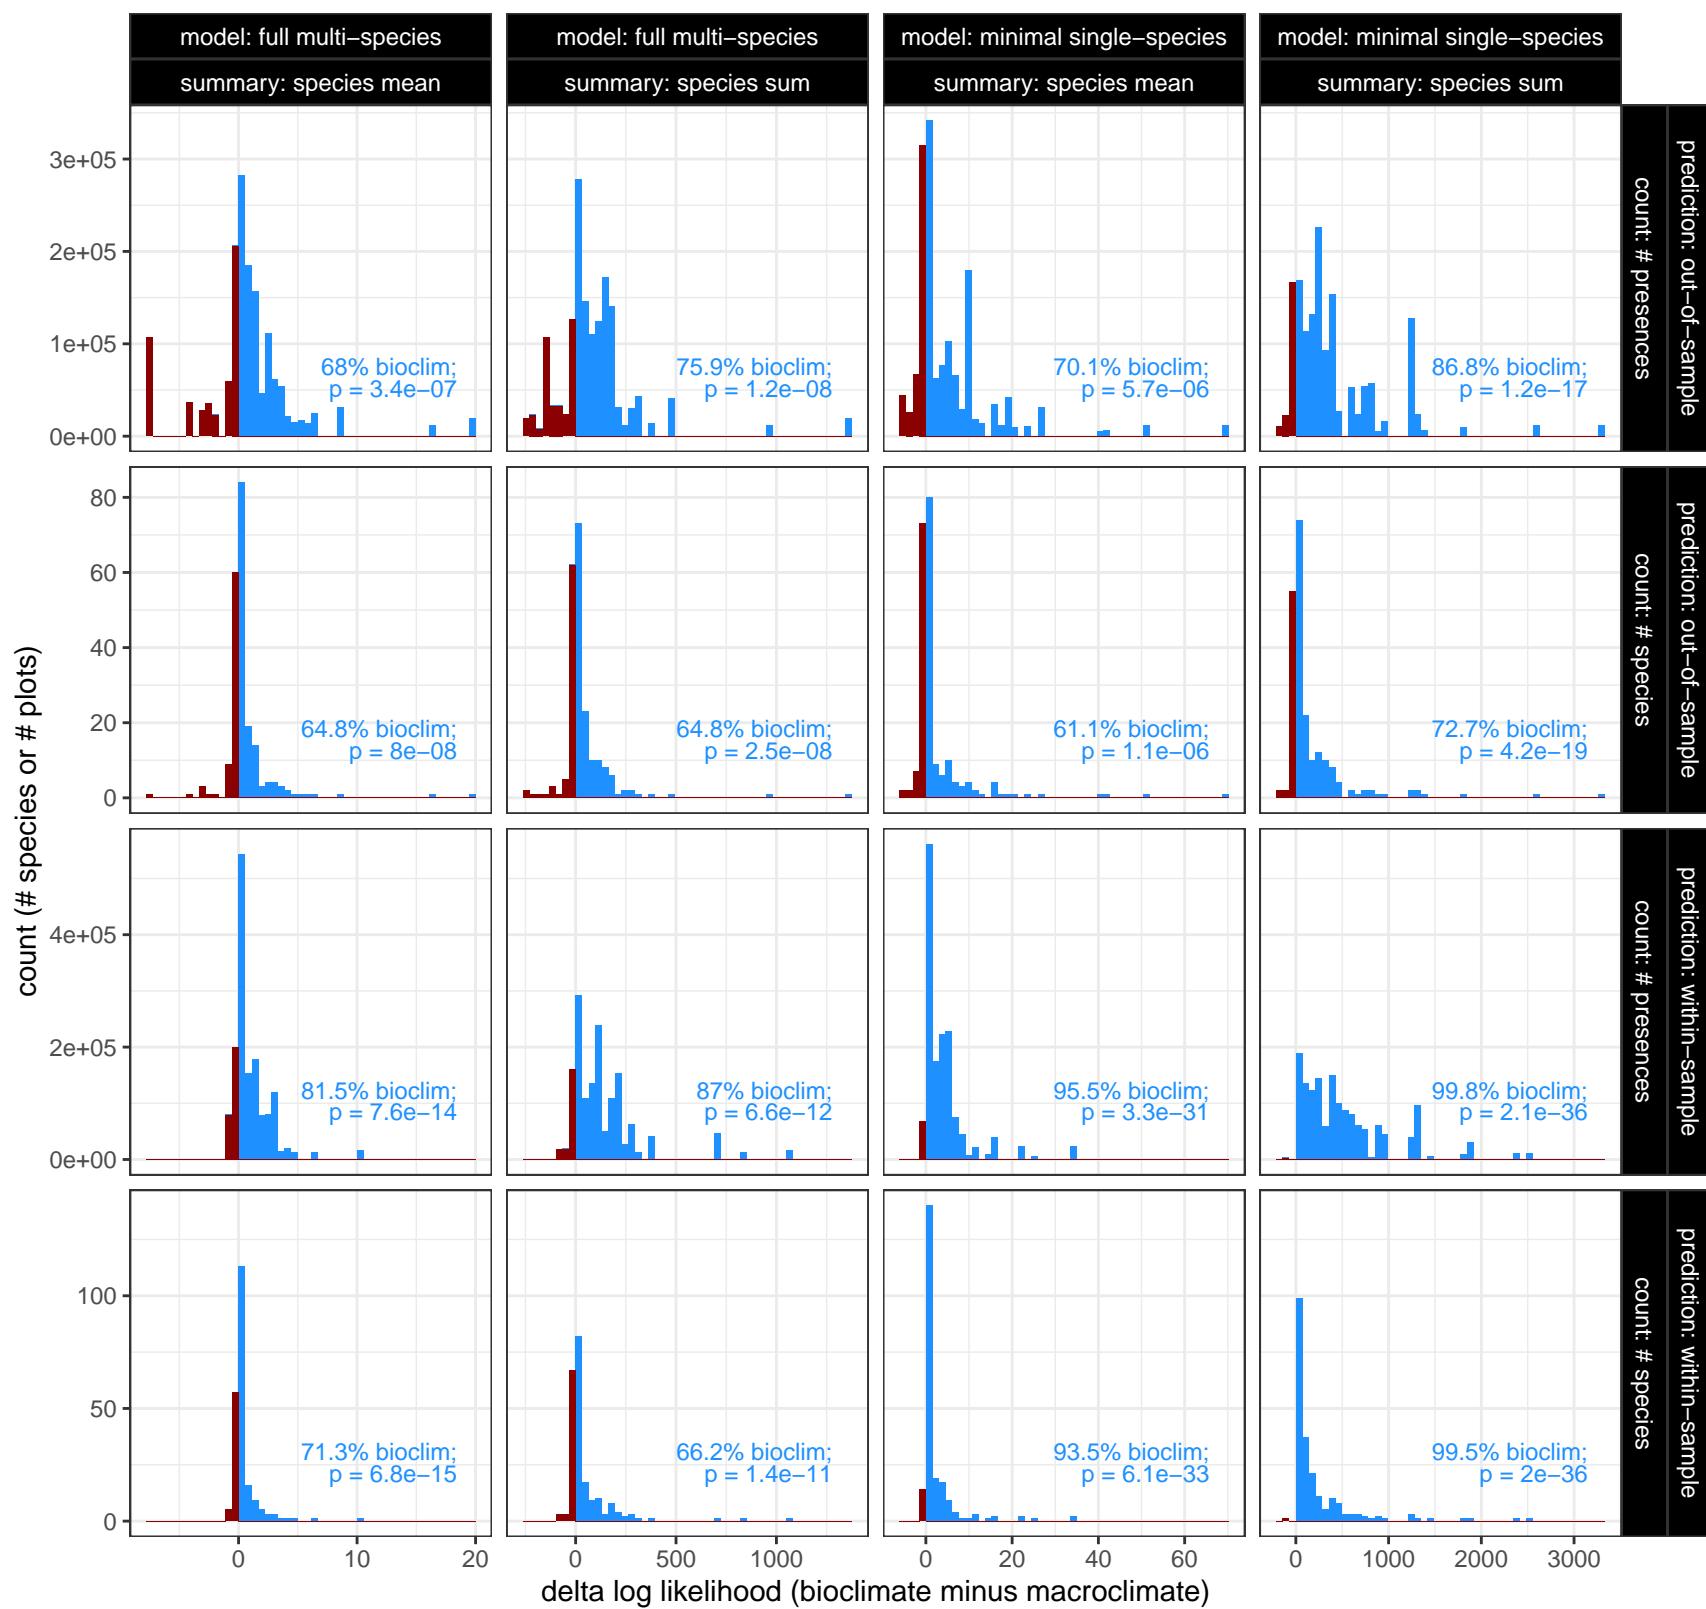 model: full multi−species
model: full multi−species
model: minimal single−species
model: minimal single−species
summary: species mean
summary: species sum
summary: species mean
summary: species sum
count (# species or # plots)
3e+05
2e+05
1e+05
0e+00
68% bioclim;
p = 3.4e−07
75.9% bioclim;
p = 1.2e−08
70.1% bioclim;
p = 5.7e−06
86.8% bioclim;
p = 1.2e−17
count: # presences
prediction: out−of−sample
80
60
40
20
0
64.8% bioclim;
p = 8e−08
64.8% bioclim;
p = 2.5e−08
61.1% bioclim;
p = 1.1e−06
72.7% bioclim;
p = 4.2e−19
count: # species
prediction: out−of−sample
4e+05
2e+05
0e+00
81.5% bioclim;
p = 7.6e−14
87% bioclim;
p = 6.6e−12
95.5% bioclim;
p = 3.3e−31
99.8% bioclim;
p = 2.1e−36
count: # presences
prediction: within−sample
100
50
0
71.3% bioclim;
p = 6.8e−15
66.2% bioclim;
p = 1.4e−11
93.5% bioclim;
p = 6.1e−33
99.5% bioclim;
p = 2e−36
count: # species
prediction: within−sample
0 10 20
0 500 1000
0 20 40 60
0 1000 2000 3000
delta log likelihood (bioclimate minus macroclimate)